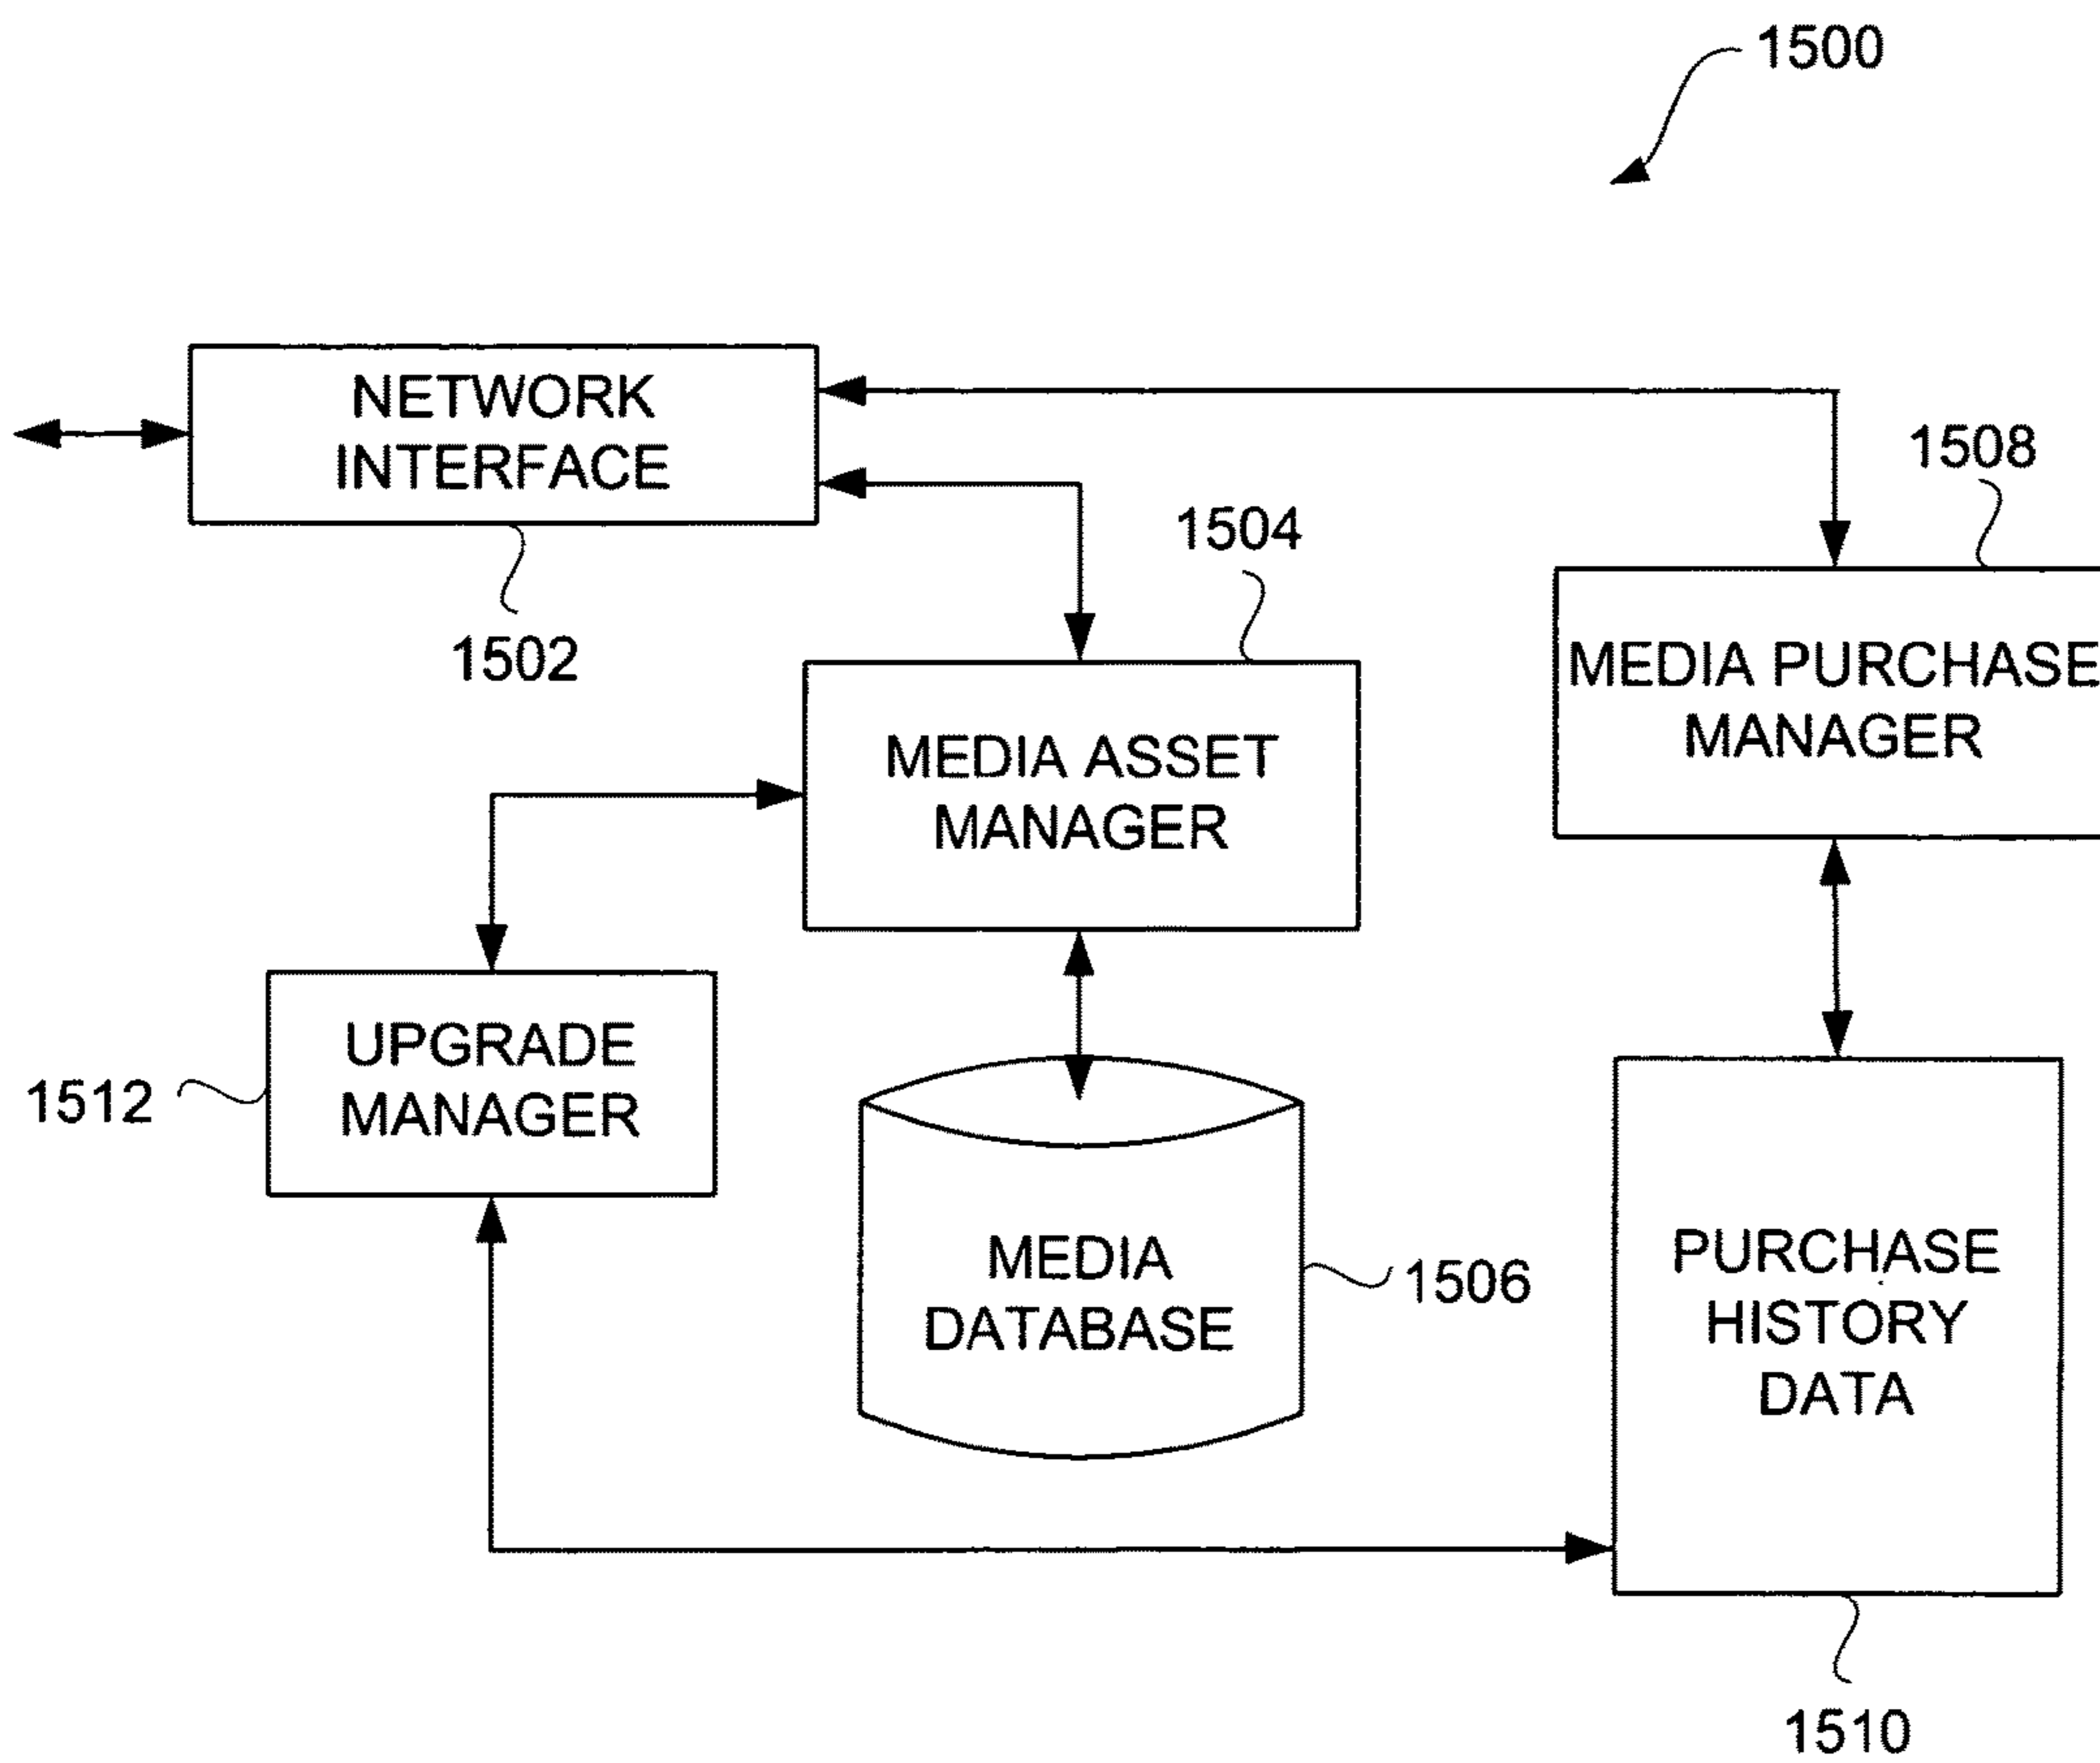 1500
NETWORK
INTERFACE
1502
1504
1508
MEDIA PURCHASE
MANAGER
MEDIA ASSET
MANAGER
UPGRADE
MANAGER
1512
MEDIA
DATABASE
1506
PURCHASE
HISTORY
DATA
1510